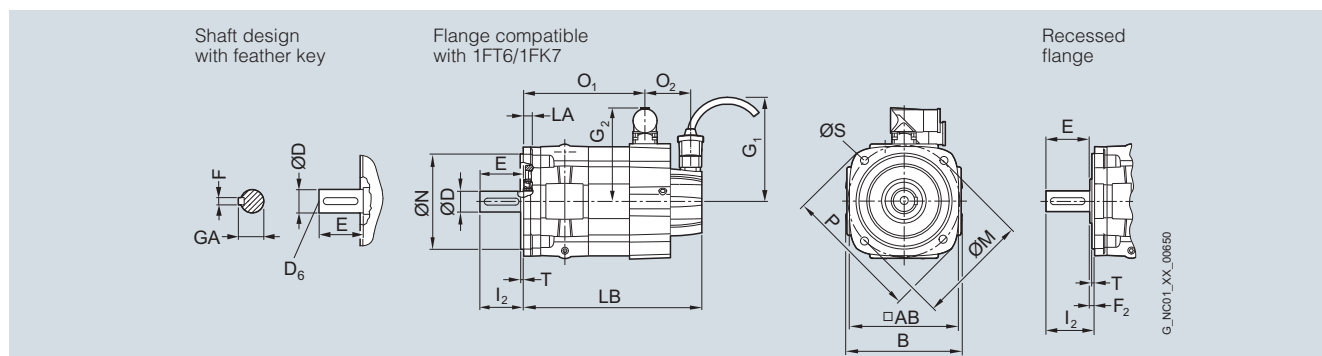 Shaft design
with feather key
Flange compatible
with 1FT6/1FK7
Recessed
flange
O₁
O₂
LA
G₂
G₁
ØS
E
E
ØD
F
ØN
ØD
E
GA
P
ØM
D₆
T
I₂
LB
□AB
B
T
F₂
I₂
G_NC01_XX_00650